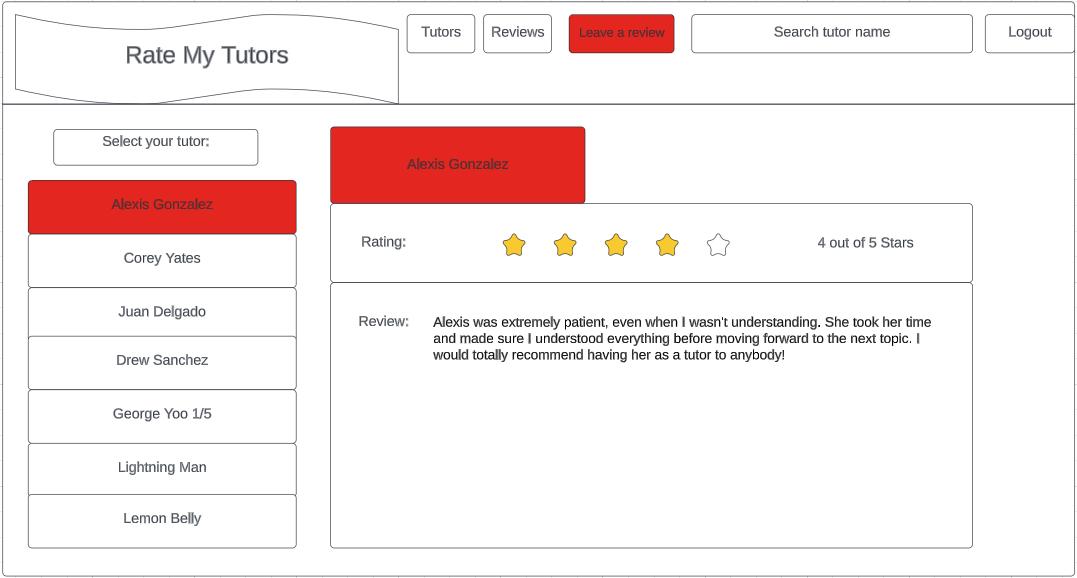 Rate My Tutors
Tutors
Reviews
Leave a review
Search tutor name
Logout
Select your tutor:
Alexis Gonzalez
Corey Yates
Juan Delgado
Drew Sanchez
George Yoo 1/5
Lightning Man
Lemon Belly
Alexis Gonzalez
Rating:
4 out of 5 Stars
Review:
Alexis was extremely patient, even when I wasn't understanding. She took her time
and made sure I understood everything before moving forward to the next topic. I
would totally recommend having her as a tutor to anybody!